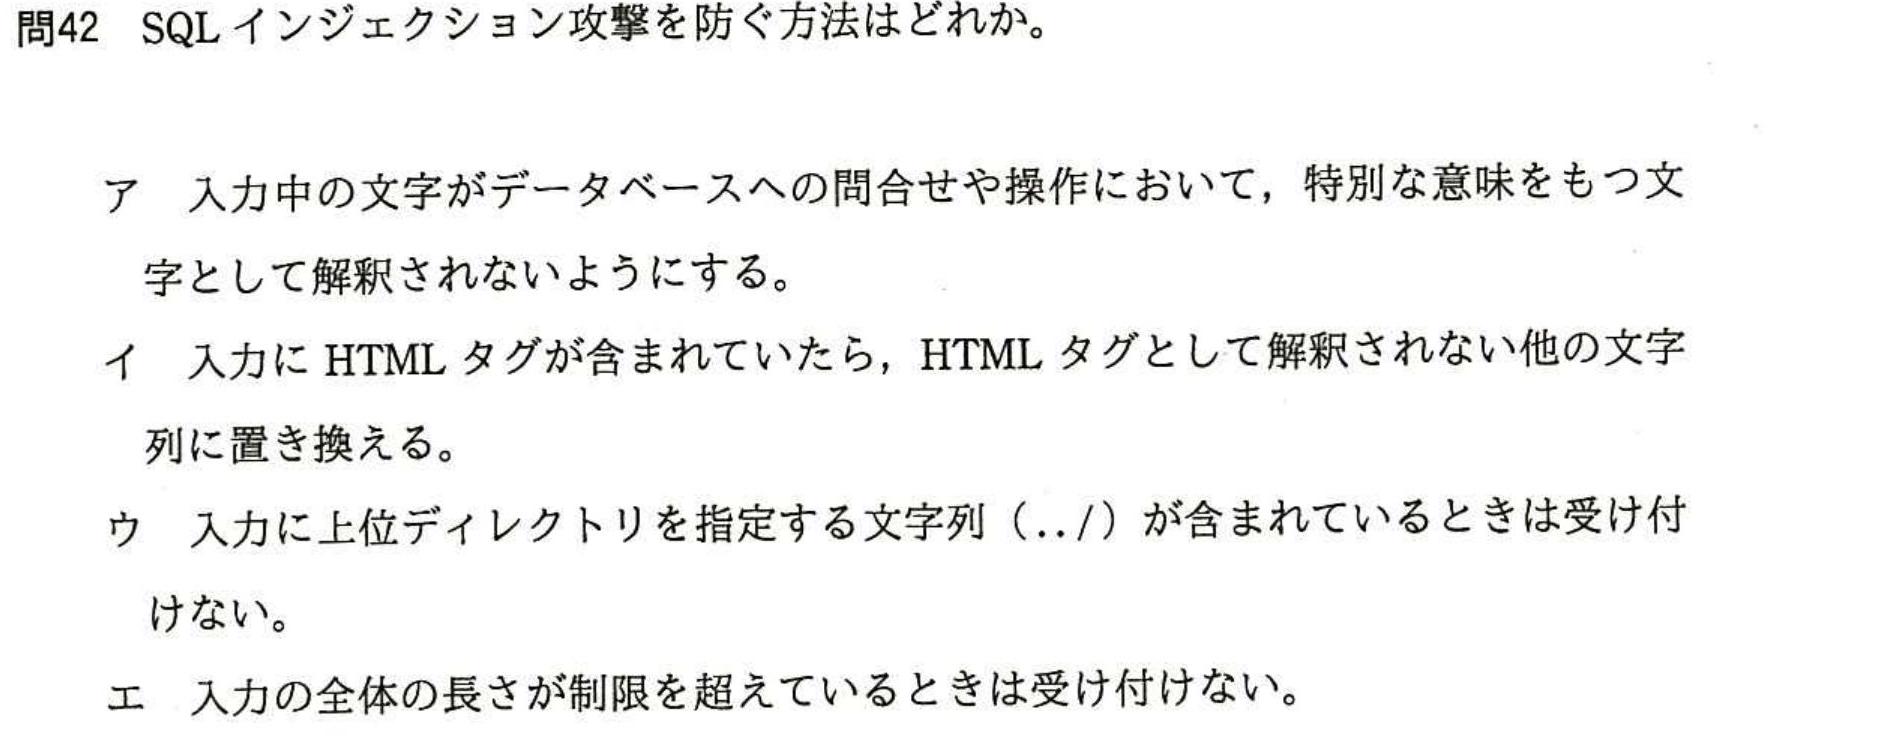 問42 SQL インジェクション攻撃を防ぐ方法はどれか。
ア 入力中の文字がデータベースへの問合せや操作において，特別な意味をもつ文
字として解釈されないようにする。
イ 入力に HTML タグが含まれていたら，HTML タグとして解釈されない他の文字
列に置き換える。
ウ 入力に上位ディレクトリを指定する文字列（../）が含まれているときは受け付
けない。
エ 入力の全体の長さが制限を超えているときは受け付けない。